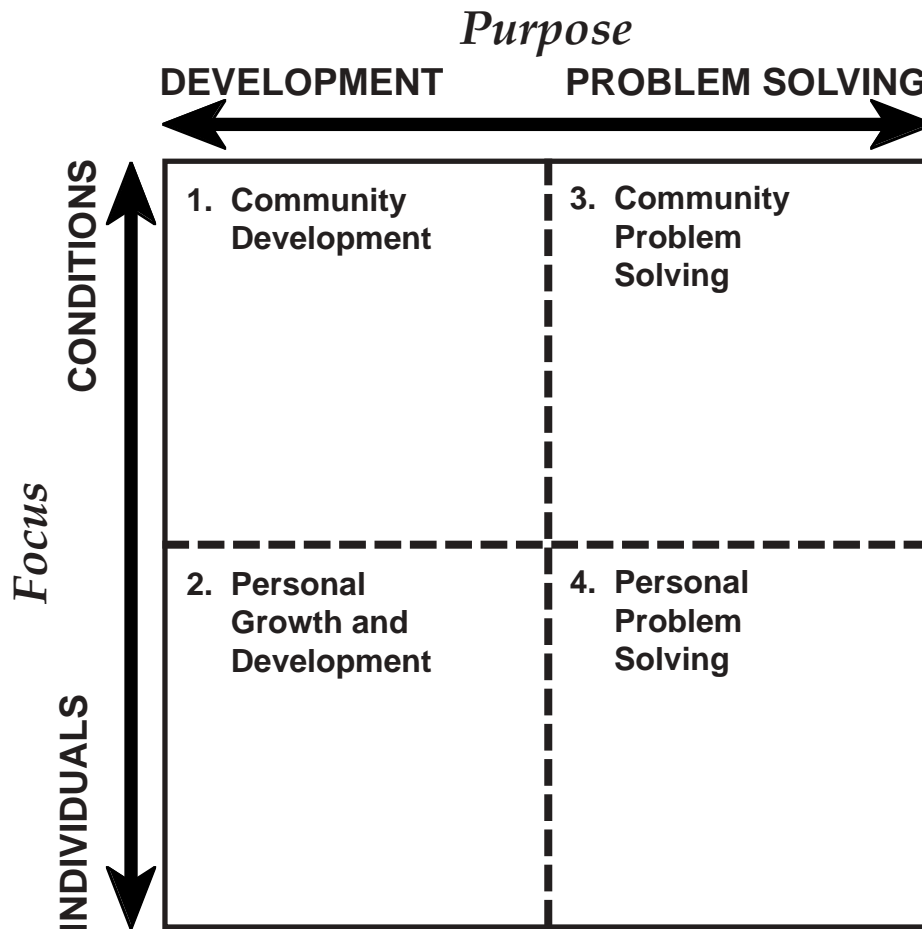 Purpose
DEVELOPMENT PROBLEM SOLVING
CONDITIONS
Focus
INDIVIDUALS
1. Community
Development
3. Community
Problem
Solving
2. Personal
Growth and
Development
4. Personal
Problem
Solving